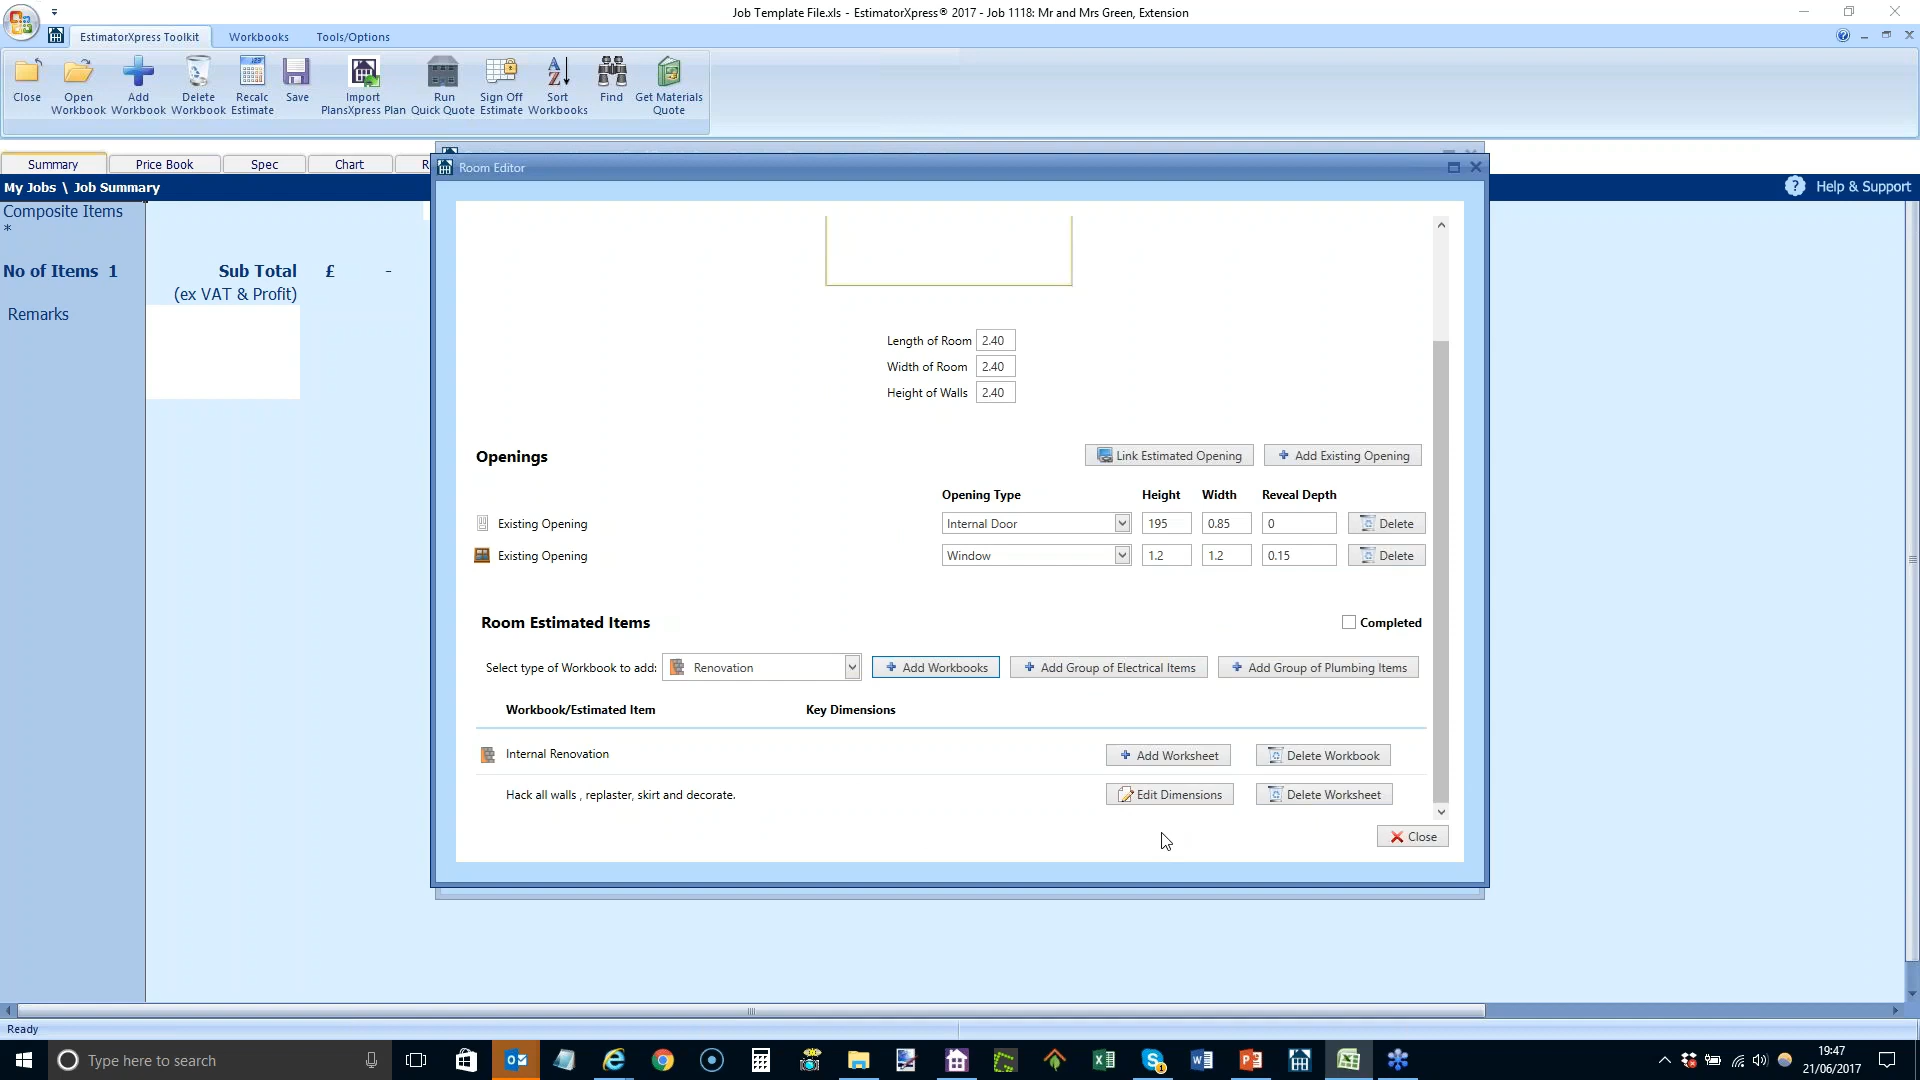 Job Template File.xls - EstimatorXpress® 2017 - Job 1118: Mr and Mrs Green, Extension
EstimatorXpress Toolkit Workbooks Tools/Options
Close
Open Workbook
Add Workbook
Delete Workbook
Recalc Estimate
Save
Import PlansXpress Plan
Run Quick Quote
Sign Off Estimate
Sort Workbooks
Find
Get Materials Quote
Summary Price Book Spec Chart R
My Jobs \ Job Summary
Help & Support
Composite Items
*
No of Items 1 Sub Total £ -
(ex VAT & Profit)
Remarks
Room Editor
Length of Room 2.40
Width of Room 2.40
Height of Walls 2.40
Openings Link Estimated Opening Add Existing Opening
Opening Type Height Width Reveal Depth
Existing Opening Internal Door 195 0.85 0 Delete
Existing Opening Window 1.2 1.2 0.15 Delete
Room Estimated Items Completed
Select type of Workbook to add: Renovation Add Workbooks Add Group of Electrical Items Add Group of Plumbing Items
Workbook/Estimated Item Key Dimensions
Internal Renovation Add Worksheet Delete Workbook
Hack all walls , replaster, skirt and decorate. Edit Dimensions Delete Worksheet
Close
Ready
Type here to search
19:47
21/06/2017